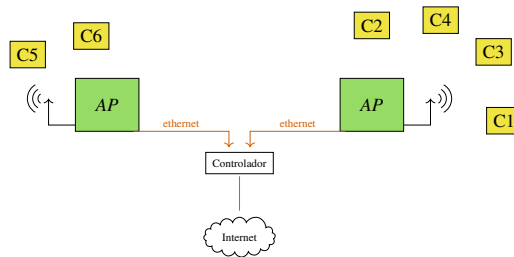 C2
C4
C6
C5
C3
AP
AP
C1
ethernet
ethernet
Controlador
Internet